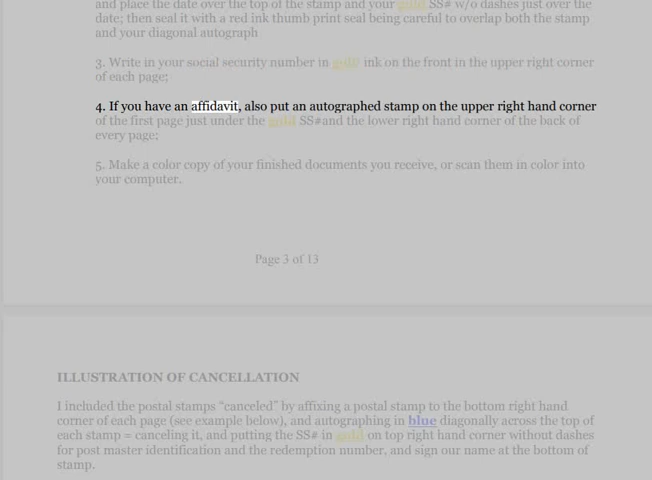 and place the date over the top of the stamp and your gold SS# w/o dashes just over the
date; then seal it with a red ink thumb print seal being careful to overlap both the stamp
and your diagonal autograph
3. Write in your social security number in gold ink on the front in the upper right corner
of each page;
4. If you have an affidavit, also put an autographed stamp on the upper right hand corner
of the first page just under the gold SS#and the lower right hand corner of the back of
every page;
5. Make a color copy of your finished documents you receive, or scan them in color into
your computer.
Page 3 of 13
ILLUSTRATION OF CANCELLATION
I included the postal stamps “canceled” by affixing a postal stamp to the bottom right hand
corner of each page (see example below), and autographing in blue diagonally across the top of
each stamp = canceling it, and putting the SS# in gold on top right hand corner without dashes
for post master identification and the redemption number, and sign our name at the bottom of
stamp.